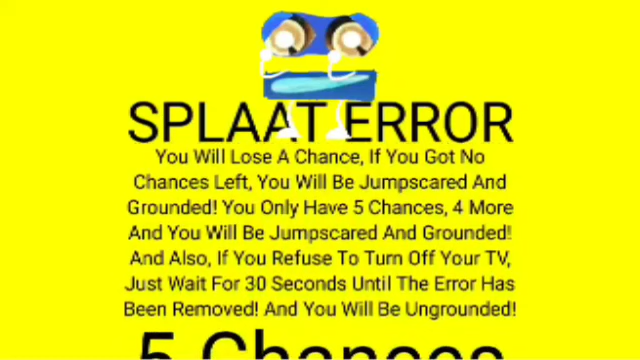 SPLAAT ERROR
You Will Lose A Chance, If You Got No
Chances Left, You Will Be Jumpscared And
Grounded! You Only Have 5 Chances, 4 More
And You Will Be Jumpscared And Grounded!
And Also, If You Refuse To Turn Off Your TV,
Just Wait For 30 Seconds Until The Error Has
Been Removed! And You Will Be Ungrounded!
5 Chances